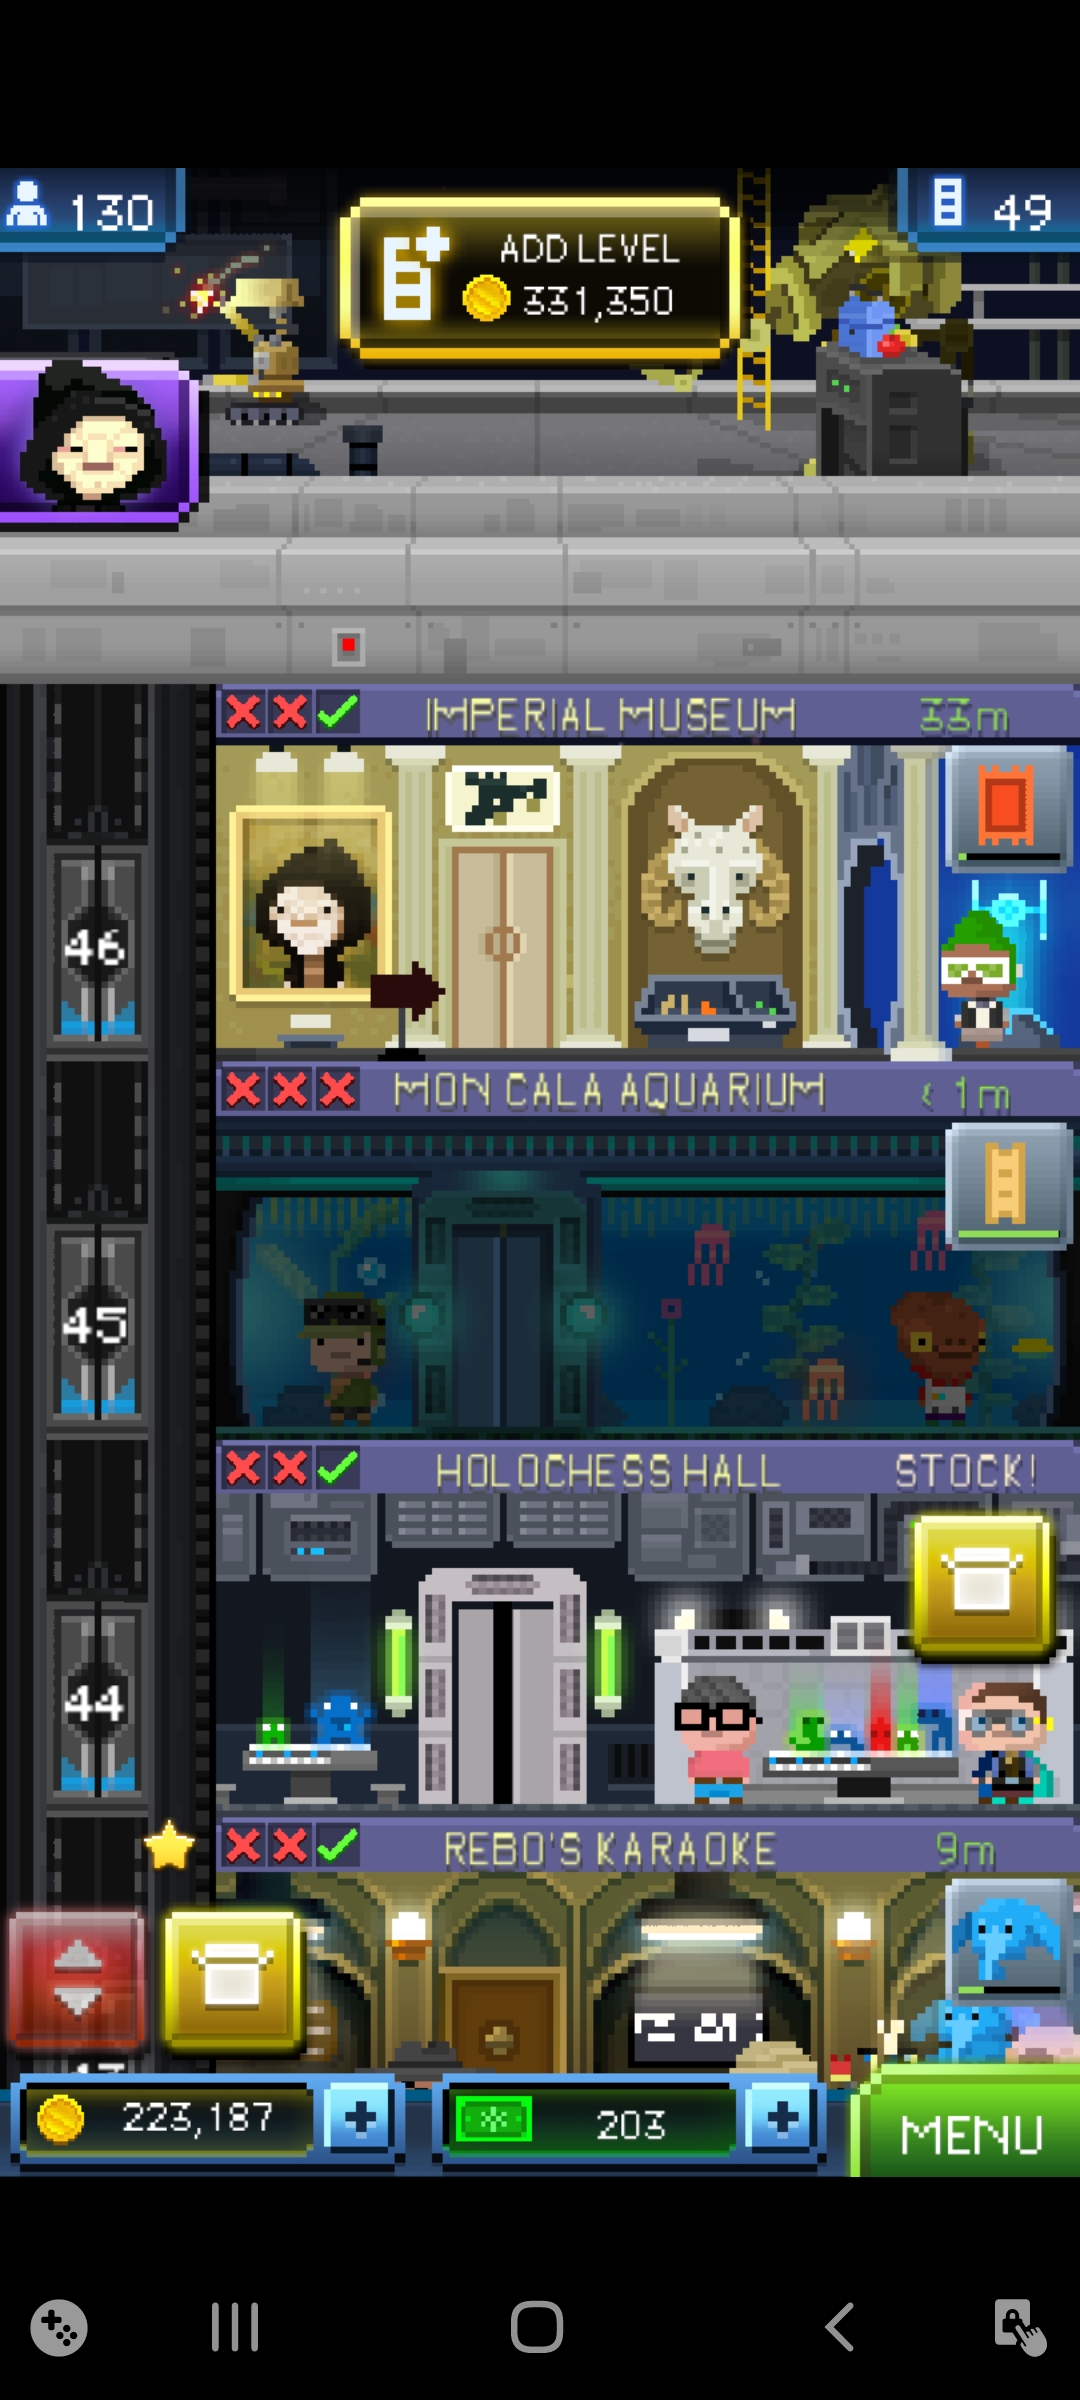 130
49
ADD LEVEL
331,350
IMPERIAL MUSEUM 33m
46
MON CALA AQUARIUM < 1m
45
HOLOCHESS HALL STOCK!
44
REBO'S KARAOKE 9m
223,187
203
MENU